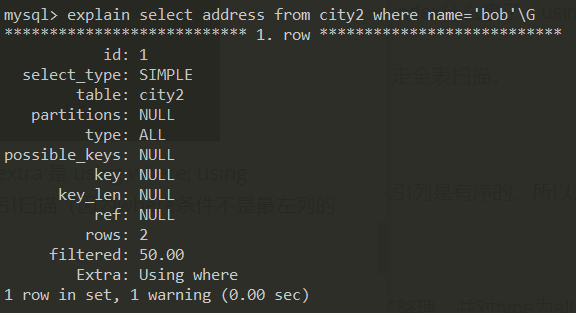 mysql> explain select address from city2 where name='bob'\G
*************************** 1. row ***************************
id: 1
select_type: SIMPLE
table: city2
partitions: NULL
type: ALL
possible_keys: NULL
key: NULL
key_len: NULL
ref: NULL
rows: 2
filtered: 50.00
Extra: Using where
1 row in set, 1 warning (0.00 sec)